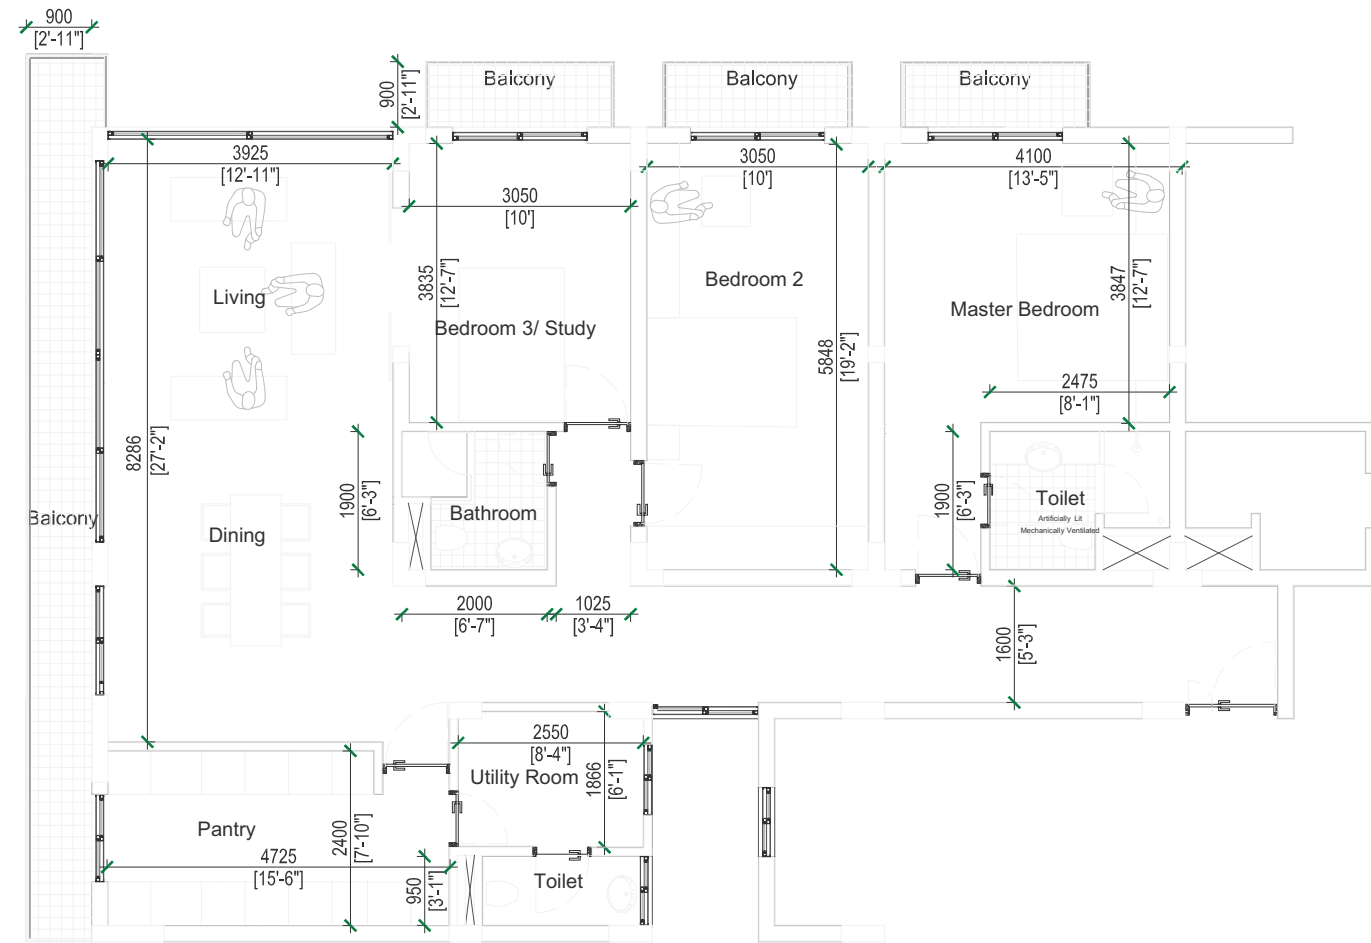 900
[2'-11"]
900
[2'-11"]
Balcony
Balcony
Balcony
3925
[12'-11"]
3050
[10']
3050
[10']
4100
[13'-5"]
3835
[12'-7"]
Living
Bedroom 3/ Study
Bedroom 2
5848
[19'-2"]
Master Bedroom
3847
[12'-7"]
2475
[8'-1"]
8286
[27'-2"]
Balcony
Dining
1900
[6'-3"]
Bathroom
1900
[6'-3"]
Toilet
Artificially Lit
Mechanically Ventilated
2000
[6'-7"]
1025
[3'-4"]
1600
[5'-3"]
2550
[8'-4"]
Utility Room
1866
[6'-1"]
Pantry
2400
[7'-10"]
4725
[15'-6"]
950
[3'-1"]
Toilet